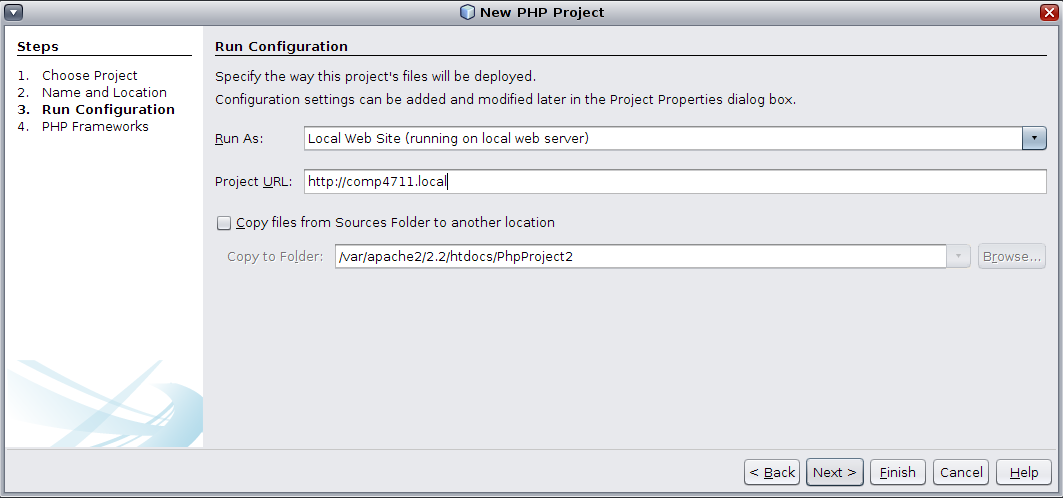 New PHP Project
Steps
1. Choose Project
2. Name and Location
3. Run Configuration
4. PHP Frameworks
Run Configuration
Specify the way this project's files will be deployed.
Configuration settings can be added and modified later in the Project Properties dialog box.
Run As: Local Web Site (running on local web server)
Project URL: http://comp4711.local
Copy files from Sources Folder to another location
Copy to Folder: /var/apache2/2.2/htdocs/PhpProject2 Browse...
< Back Next > Finish Cancel Help